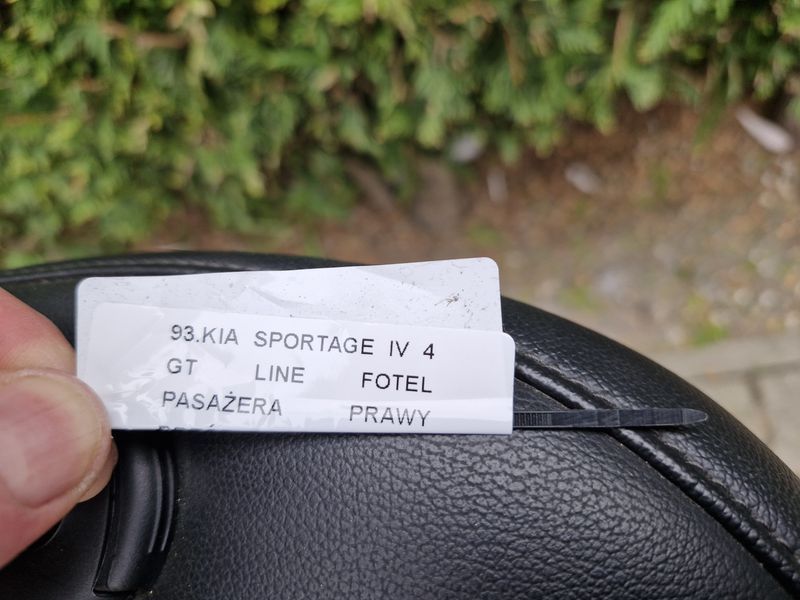 93.KIA SPORTAGE IV 4
GT LINE FOTEL
PASAŻERA PRAWY